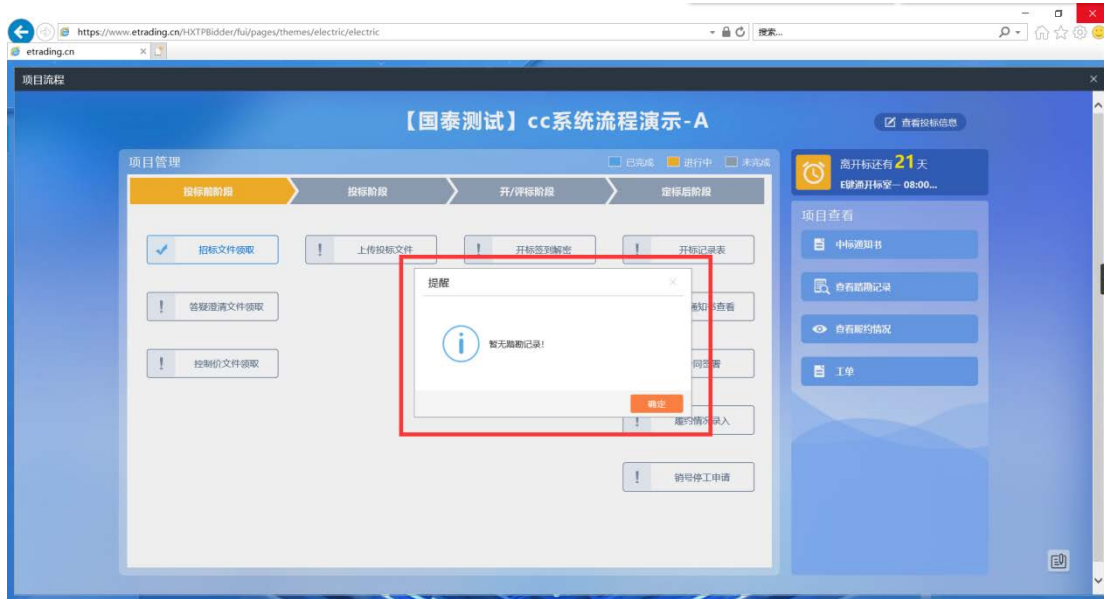 https://www.etrading.cn/HXTPBidder/fui/pages/themes/electric/electric
搜索...
etrading.cn
项目流程
【国泰测试】cc系统流程演示-A
查看投标信息
项目管理
已完成 进行中 未完成
投标前阶段 投标阶段 开/评标阶段 定标后阶段
离开标还有21天
E键通开标室— 08:00...
项目查看
招标文件领取 上传投标文件 开标签到解密 开标记录表
中标通知书
提醒
查看踏勘记录
答疑澄清文件领取
知书查看
暂无踏勘记录!
查看履约情况
控制价文件领取
同签署
工单
确定
履约情况录入
销号停工申请